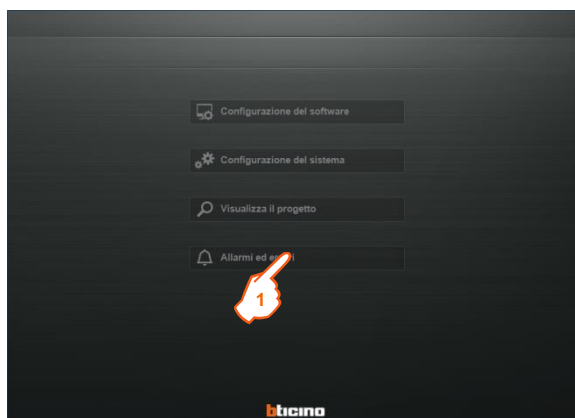 Configurazione del software
Configurazione del sistema
Visualizza il progetto
Allarmi ed
1
bticino